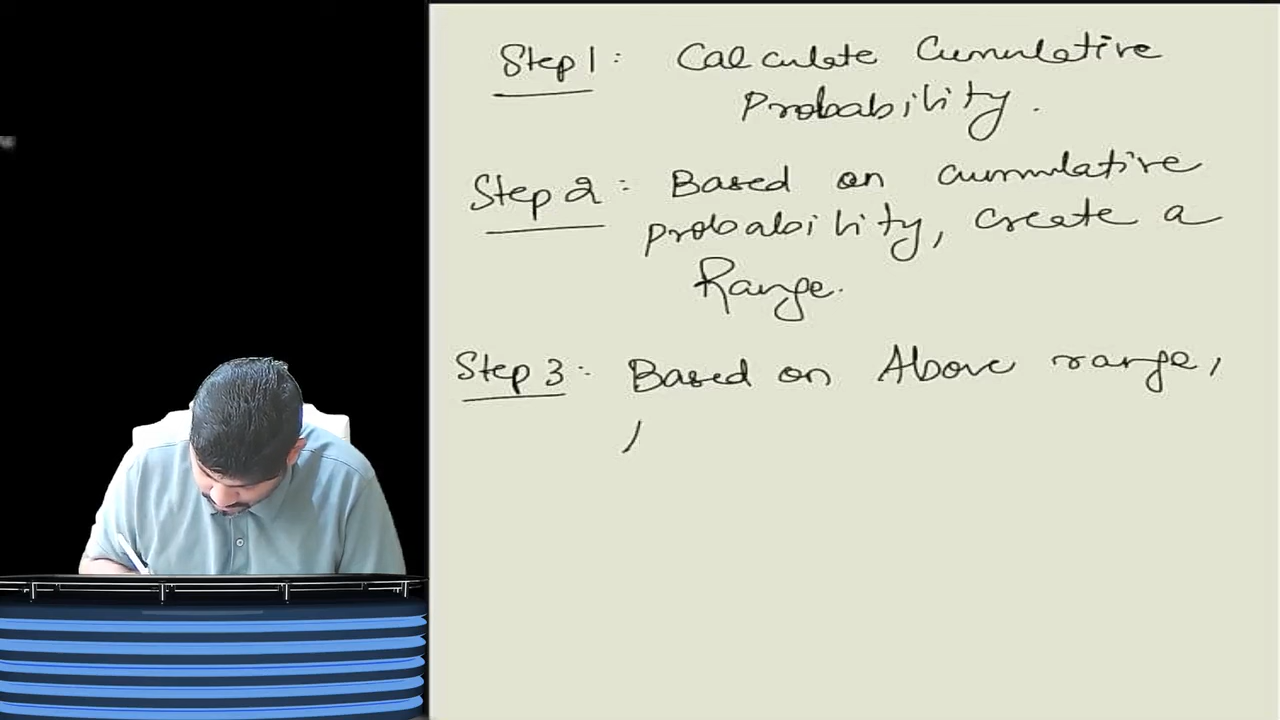 Step 1: Calculate Cumulative
Probability.
Step 2: Based on cummulative
probability, create a
Range.
Step 3: Based on Above range,